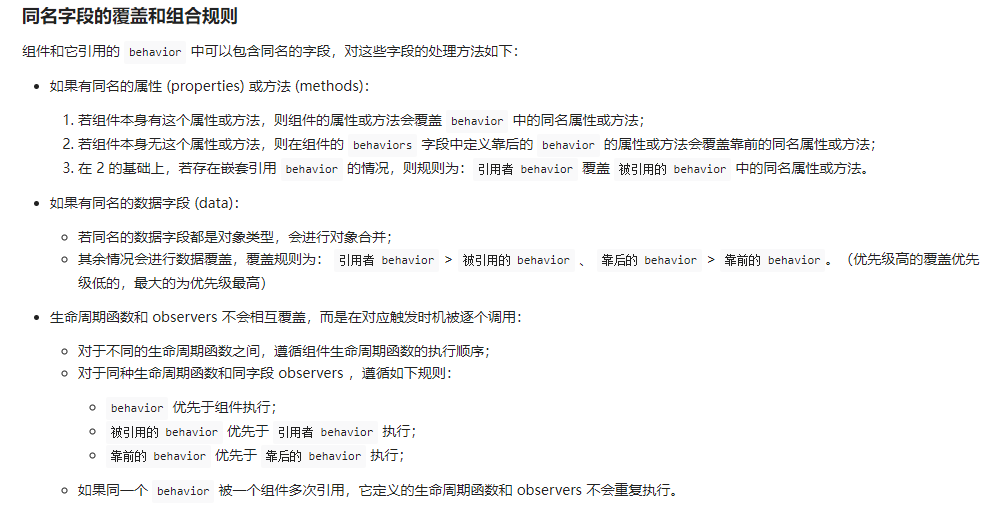 同名字段的覆盖和组合规则
组件和它引用的 behavior 中可以包含同名的字段，对这些字段的处理方法如下：
如果有同名的属性 (properties) 或方法 (methods)：
1. 若组件本身有这个属性或方法，则组件的属性或方法会覆盖 behavior 中的同名属性或方法；
2. 若组件本身无这个属性或方法，则在组件的 behaviors 字段中定义靠后的 behavior 的属性或方法会覆盖靠前的同名属性或方法；
3. 在 2 的基础上，若存在嵌套引用 behavior 的情况，则规则为：引用者 behavior 覆盖 被引用的 behavior 中的同名属性或方法。
如果有同名的数据字段 (data)：
若同名的数据字段都是对象类型，会进行对象合并；
其余情况会进行数据覆盖，覆盖规则为：引用者 behavior > 被引用的 behavior 、 靠后的 behavior > 靠前的 behavior 。（优先级高的覆盖优先
级低的，最大的为优先级最高）
生命周期函数和 observers 不会相互覆盖，而是在对应触发时机被逐个调用：
对于不同的生命周期函数之间，遵循组件生命周期函数的执行顺序；
对于同种生命周期函数和同字段 observers ，遵循如下规则：
behavior 优先于组件执行；
被引用的 behavior 优先于 引用者 behavior 执行；
靠前的 behavior 优先于 靠后的 behavior 执行；
如果同一个 behavior 被一个组件多次引用，它定义的生命周期函数和 observers 不会重复执行。